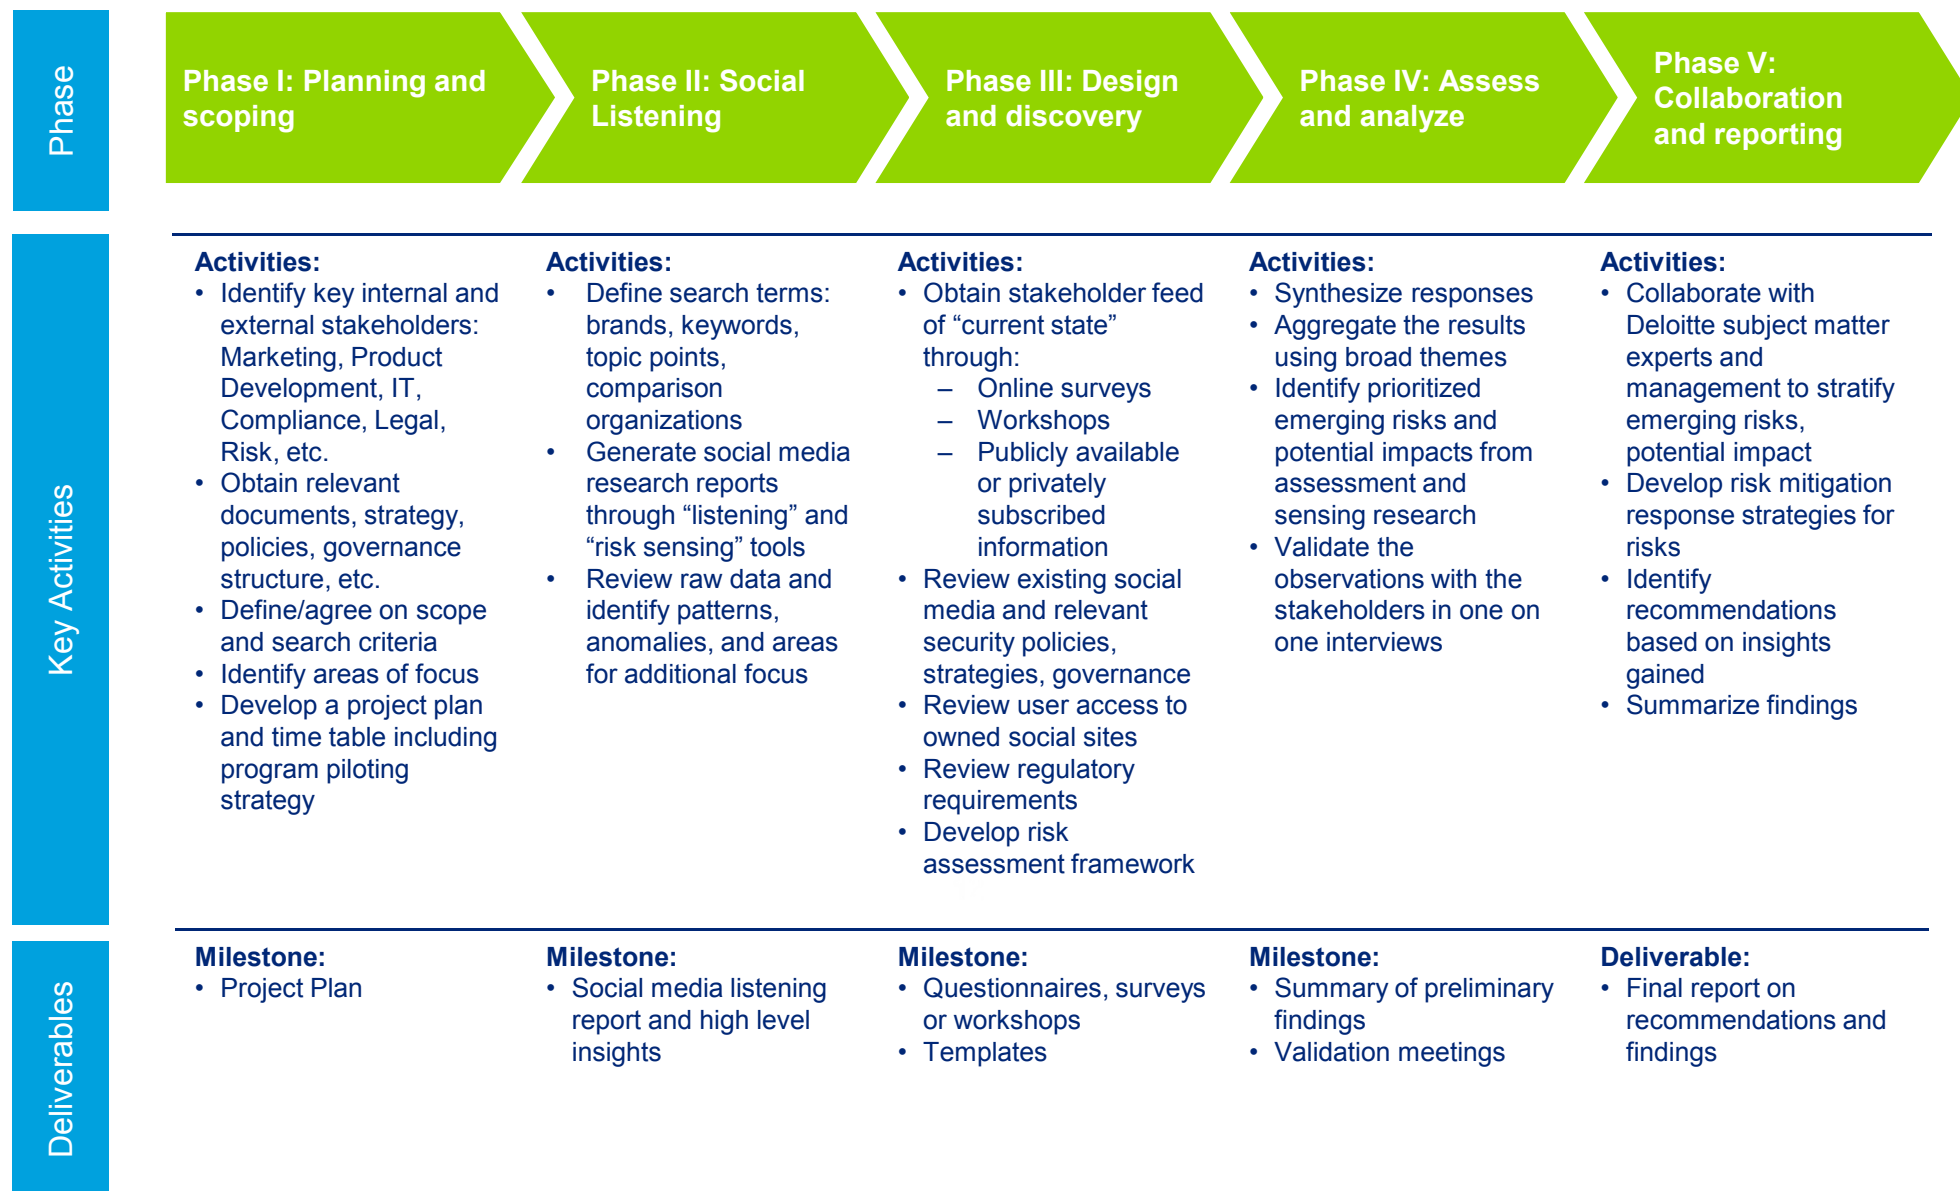 Phase
Phase I: Planning and
scoping
Phase II: Social
Listening
Phase III: Design
and discovery
Phase IV: Assess
and analyze
Phase V:
Collaboration
and reporting
Key Activities
Activities:
• Identify key internal and
external stakeholders:
Marketing, Product
Development, IT,
Compliance, Legal,
Risk, etc.
• Obtain relevant
documents, strategy,
policies, governance
structure, etc.
• Define/agree on scope
and search criteria
• Identify areas of focus
• Develop a project plan
and time table including
program piloting
strategy
Activities:
• Define search terms:
brands, keywords,
topic points,
comparison
organizations
• Generate social media
research reports
through “listening” and
“risk sensing” tools
• Review raw data and
identify patterns,
anomalies, and areas
for additional focus
Activities:
• Obtain stakeholder feed
of “current state”
through:
– Online surveys
– Workshops
– Publicly available
or privately
subscribed
information
• Review existing social
media and relevant
security policies,
strategies, governance
• Review user access to
owned social sites
• Review regulatory
requirements
• Develop risk
assessment framework
Activities:
• Synthesize responses
• Aggregate the results
using broad themes
• Identify prioritized
emerging risks and
potential impacts from
assessment and
sensing research
• Validate the
observations with the
stakeholders in one on
one interviews
Activities:
• Collaborate with
Deloitte subject matter
experts and
management to stratify
emerging risks,
potential impact
• Develop risk mitigation
response strategies for
risks
• Identify
recommendations
based on insights
gained
• Summarize findings
Deliverables
Milestone:
• Project Plan
Milestone:
• Social media listening
report and high level
insights
Milestone:
• Questionnaires, surveys
or workshops
• Templates
Milestone:
• Summary of preliminary
findings
• Validation meetings
Deliverable:
• Final report on
recommendations and
findings